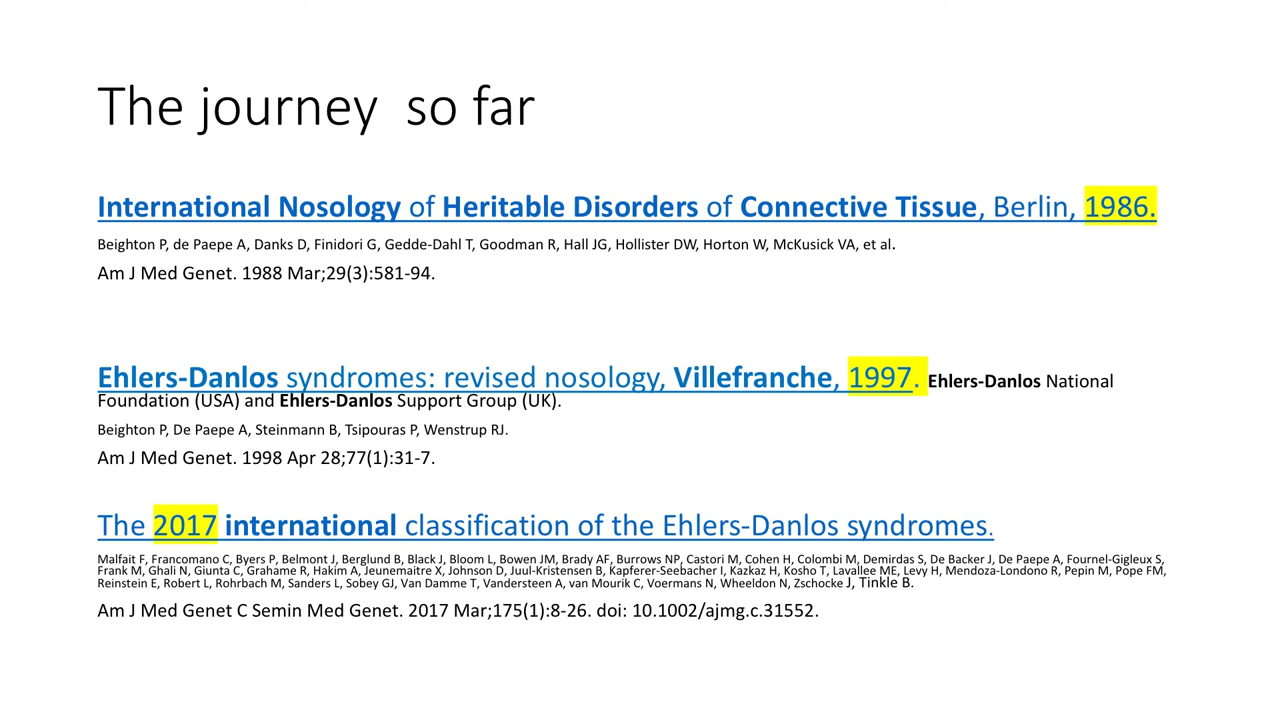 The journey  so far
International Nosology of Heritable Disorders of Connective Tissue, Berlin, 1986.
Beighton P, de Paepe A, Danks D, Finidori G, Gedde-Dahl T, Goodman R, Hall JG, Hollister DW, Horton W, McKusick VA, et al.
Am J Med Genet. 1988 Mar;29(3):581-94.
Ehlers-Danlos syndromes: revised nosology, Villefranche, 1997. Ehlers-Danlos National
Foundation (USA) and Ehlers-Danlos Support Group (UK).
Beighton P, De Paepe A, Steinmann B, Tsipouras P, Wenstrup RJ.
Am J Med Genet. 1998 Apr 28;77(1):31-7.
The 2017 international classification of the Ehlers-Danlos syndromes.
Malfait F, Francomano C, Byers P, Belmont J, Berglund B, Black J, Bloom L, Bowen JM, Brady AF, Burrows NP, Castori M, Cohen H, Colombi M, Demirdas S, De Backer J, De Paepe A, Fournel-Gigleux S,
Frank M, Ghali N, Giunta C, Grahame R, Hakim A, Jeunemaitre X, Johnson D, Juul-Kristensen B, Kapferer-Seebacher I, Kazkaz H, Kosho T, Lavallee ME, Levy H, Mendoza-Londono R, Pepin M, Pope FM,
Reinstein E, Robert L, Rohrbach M, Sanders L, Sobey GJ, Van Damme T, Vandersteen A, van Mourik C, Voermans N, Wheeldon N, Zschocke J, Tinkle B.
Am J Med Genet C Semin Med Genet. 2017 Mar;175(1):8-26. doi: 10.1002/ajmg.c.31552.